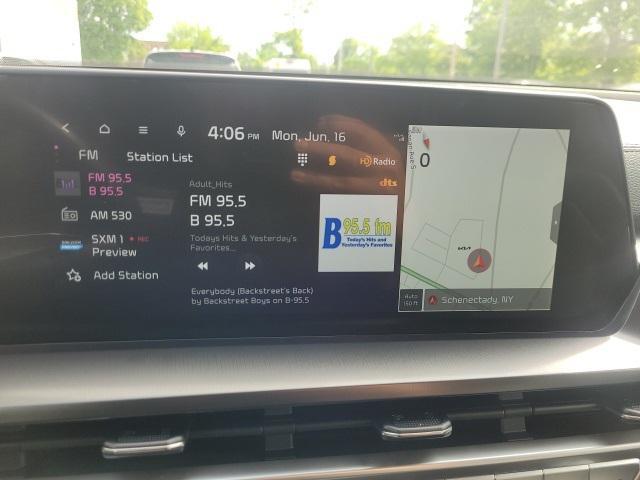 4:06 PM Mon, Jun. 16
FM Station List
HD Radio
dts
FM 95.5
B 95.5
AM 530
SXM 1 REC
Preview
Add Station
Adult_Hits
FM 95.5
B 95.5
Todays Hits & Yesterday's
Favorites...
Everybody (Backstreet's Back)
by Backstreet Boys on B-95.5
B 95.5 fm
Today's Hits and
Yesterday's Favorites
0
KIA
Auto
150 ft
Schenectady, NY